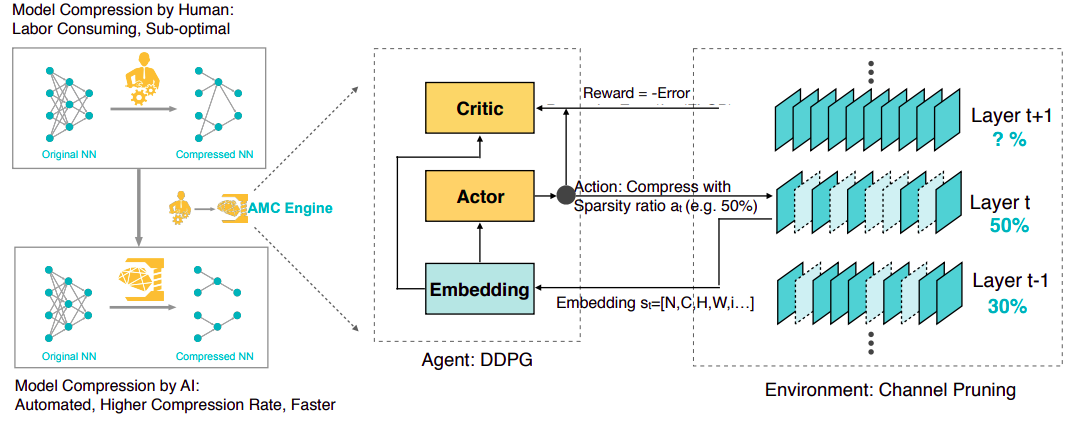 Model Compression by Human:
Labor Consuming, Sub-optimal
Original NN
Compressed NN
AMC Engine
Original NN
Compressed NN
Model Compression by AI:
Automated, Higher Compression Rate, Faster
Critic
Actor
Embedding
Agent: DDPG
Reward = -Error
Action: Compress with
Sparsity ratio aₜ (e.g. 50%)
Embedding sₜ=[N,C,H,W,i…]
Layer t+1
? %
Layer t
50%
Layer t-1
30%
Environment: Channel Pruning